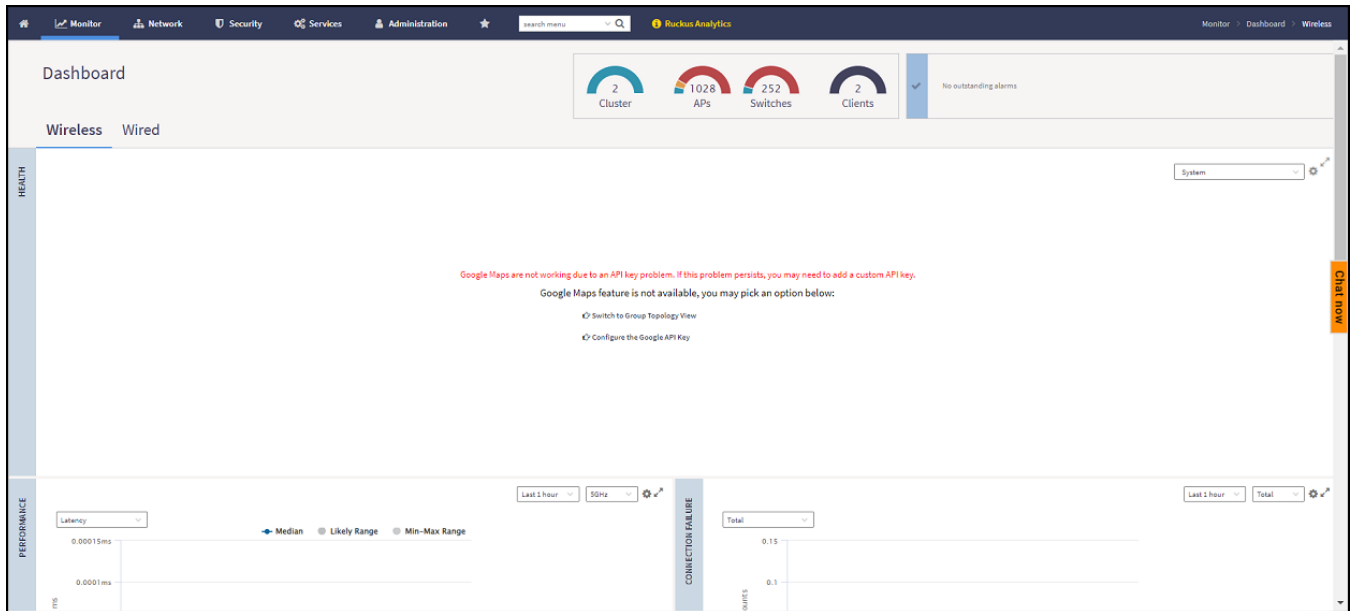 Monitor Network Security Services Administration search menu Ruckus Analytics Monitor > Dashboard > Wireless
Dashboard
2
Cluster
1028
APs
252
Switches
2
Clients
No outstanding alarms
Wireless Wired
HEALTH
System
Google Maps are not working due to an API key problem. If this problem persists, you may need to add a custom API key.
Google Maps feature is not available, you may pick an option below:
Switch to Group Topology View
Configure the Google API Key
Chat now
PERFORMANCE
Last 1 hour 5GHz
Latency
Median Likely Range Min-Max Range
0.00015ms
0.0001ms
ms
CONNECTION FAILURE
Last 1 hour Total
Total
0.15
0.1